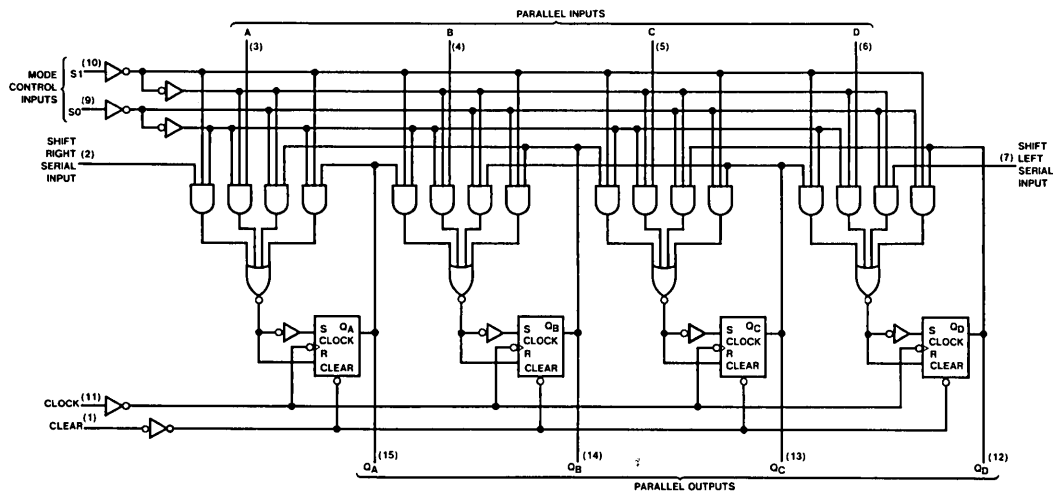 PARALLEL INPUTS
A B C D
(3) (4) (5) (6)
MODE
CONTROL
INPUTS
S1 (10)
S0 (9)
SHIFT
RIGHT (2)
SERIAL
INPUT
(7) SHIFT
LEFT
SERIAL
INPUT
S QA
CLOCK
R
CLEAR
S QB
CLOCK
R
CLEAR
S QC
CLOCK
R
CLEAR
S QD
CLOCK
R
CLEAR
CLOCK (11)
CLEAR (1)
(15) (14) (13) (12)
QA QB QC QD
PARALLEL OUTPUTS